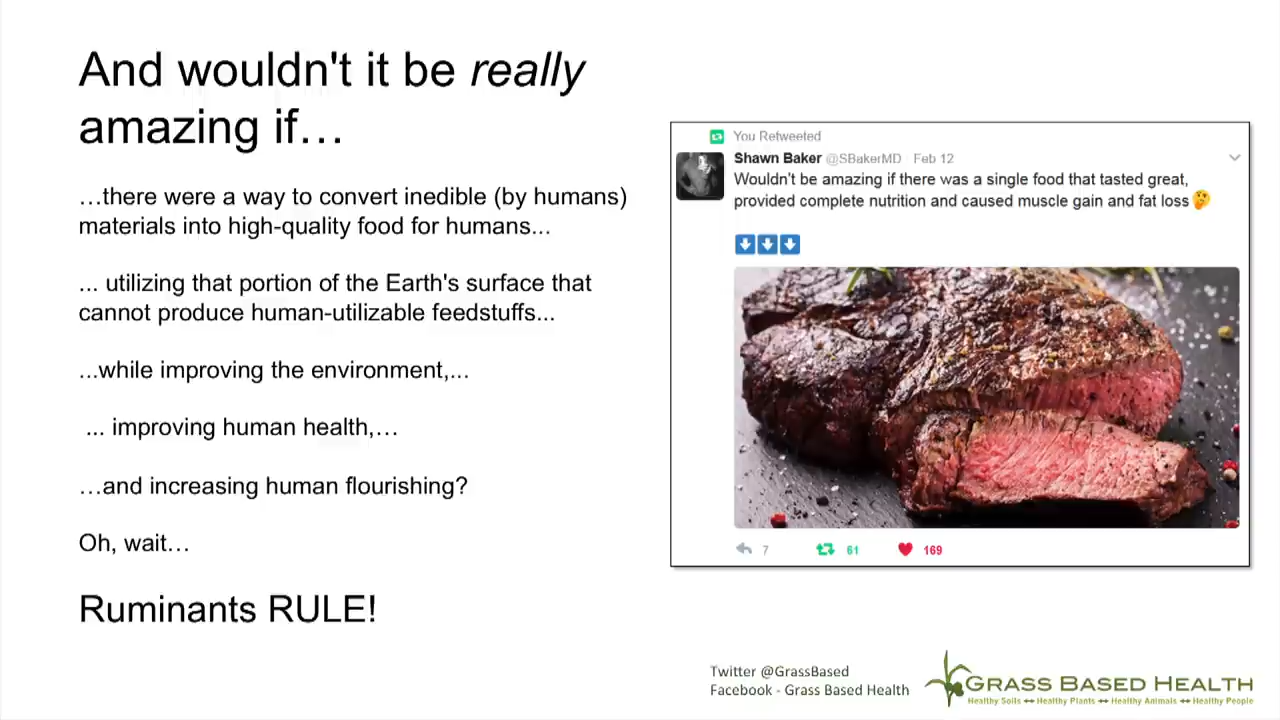 And wouldn't it be really
amazing if…
…there were a way to convert inedible (by humans)
materials into high-quality food for humans...
... utilizing that portion of the Earth's surface that
cannot produce human-utilizable feedstuffs...
...while improving the environment,...
... improving human health,…
…and increasing human flourishing?
Oh, wait…
Ruminants RULE!
You Retweeted
Shawn Baker @SBakerMD · Feb 12
Wouldn't be amazing if there was a single food that tasted great,
provided complete nutrition and caused muscle gain and fat loss🤔
⬇⬇⬇
7 61 169
Twitter @GrassBased
Facebook - Grass Based Health
GRASS BASED HEALTH
Healthy Soils ↔ Healthy Plants ↔ Healthy Animals ↔ Healthy People